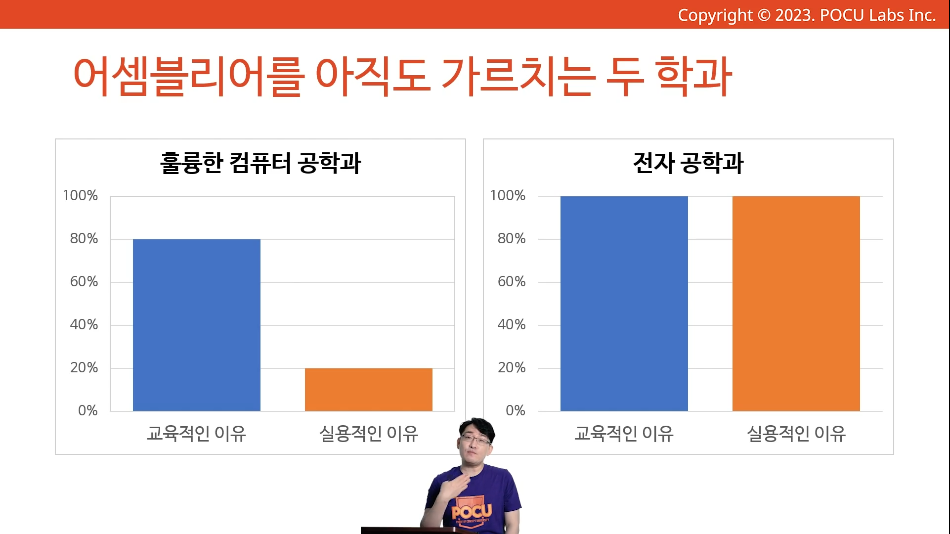 Copyright © 2023. POCU Labs Inc.
어셈블리어를 아직도 가르치는 두 학과
훌륭한 컴퓨터 공학과
100%
80%
60%
40%
20%
0%
교육적인 이유 실용적인 이유
전자 공학과
100%
80%
60%
40%
20%
0%
교육적인 이유 실용적인 이유
POCU